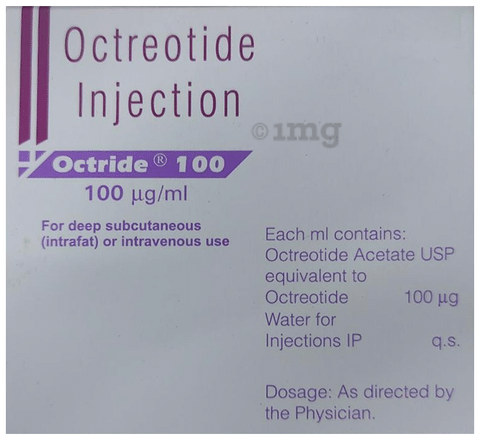 Octreotide
Injection
© 1mg
Octride ® 100
100 µg/ml
For deep subcutaneous
(intrafat) or intravenous use
Each ml contains:
Octreotide Acetate USP
equivalent to
Octreotide 100 µg
Water for
Injections IP q.s.
Dosage: As directed by
the Physician.